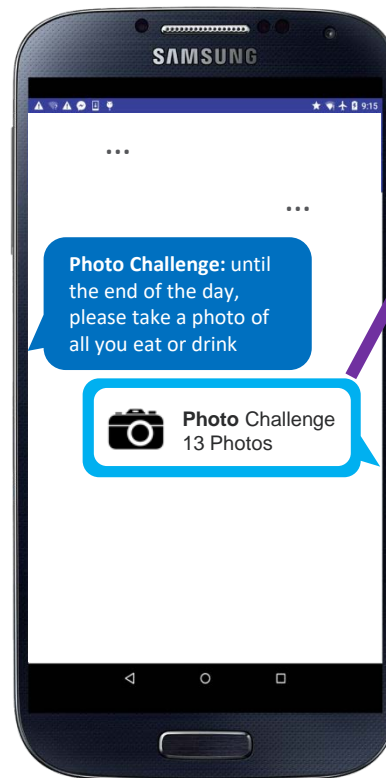 SAMSUNG
9:15
...
...
Photo Challenge: until
the end of the day,
please take a photo of
all you eat or drink
Photo Challenge
13 Photos